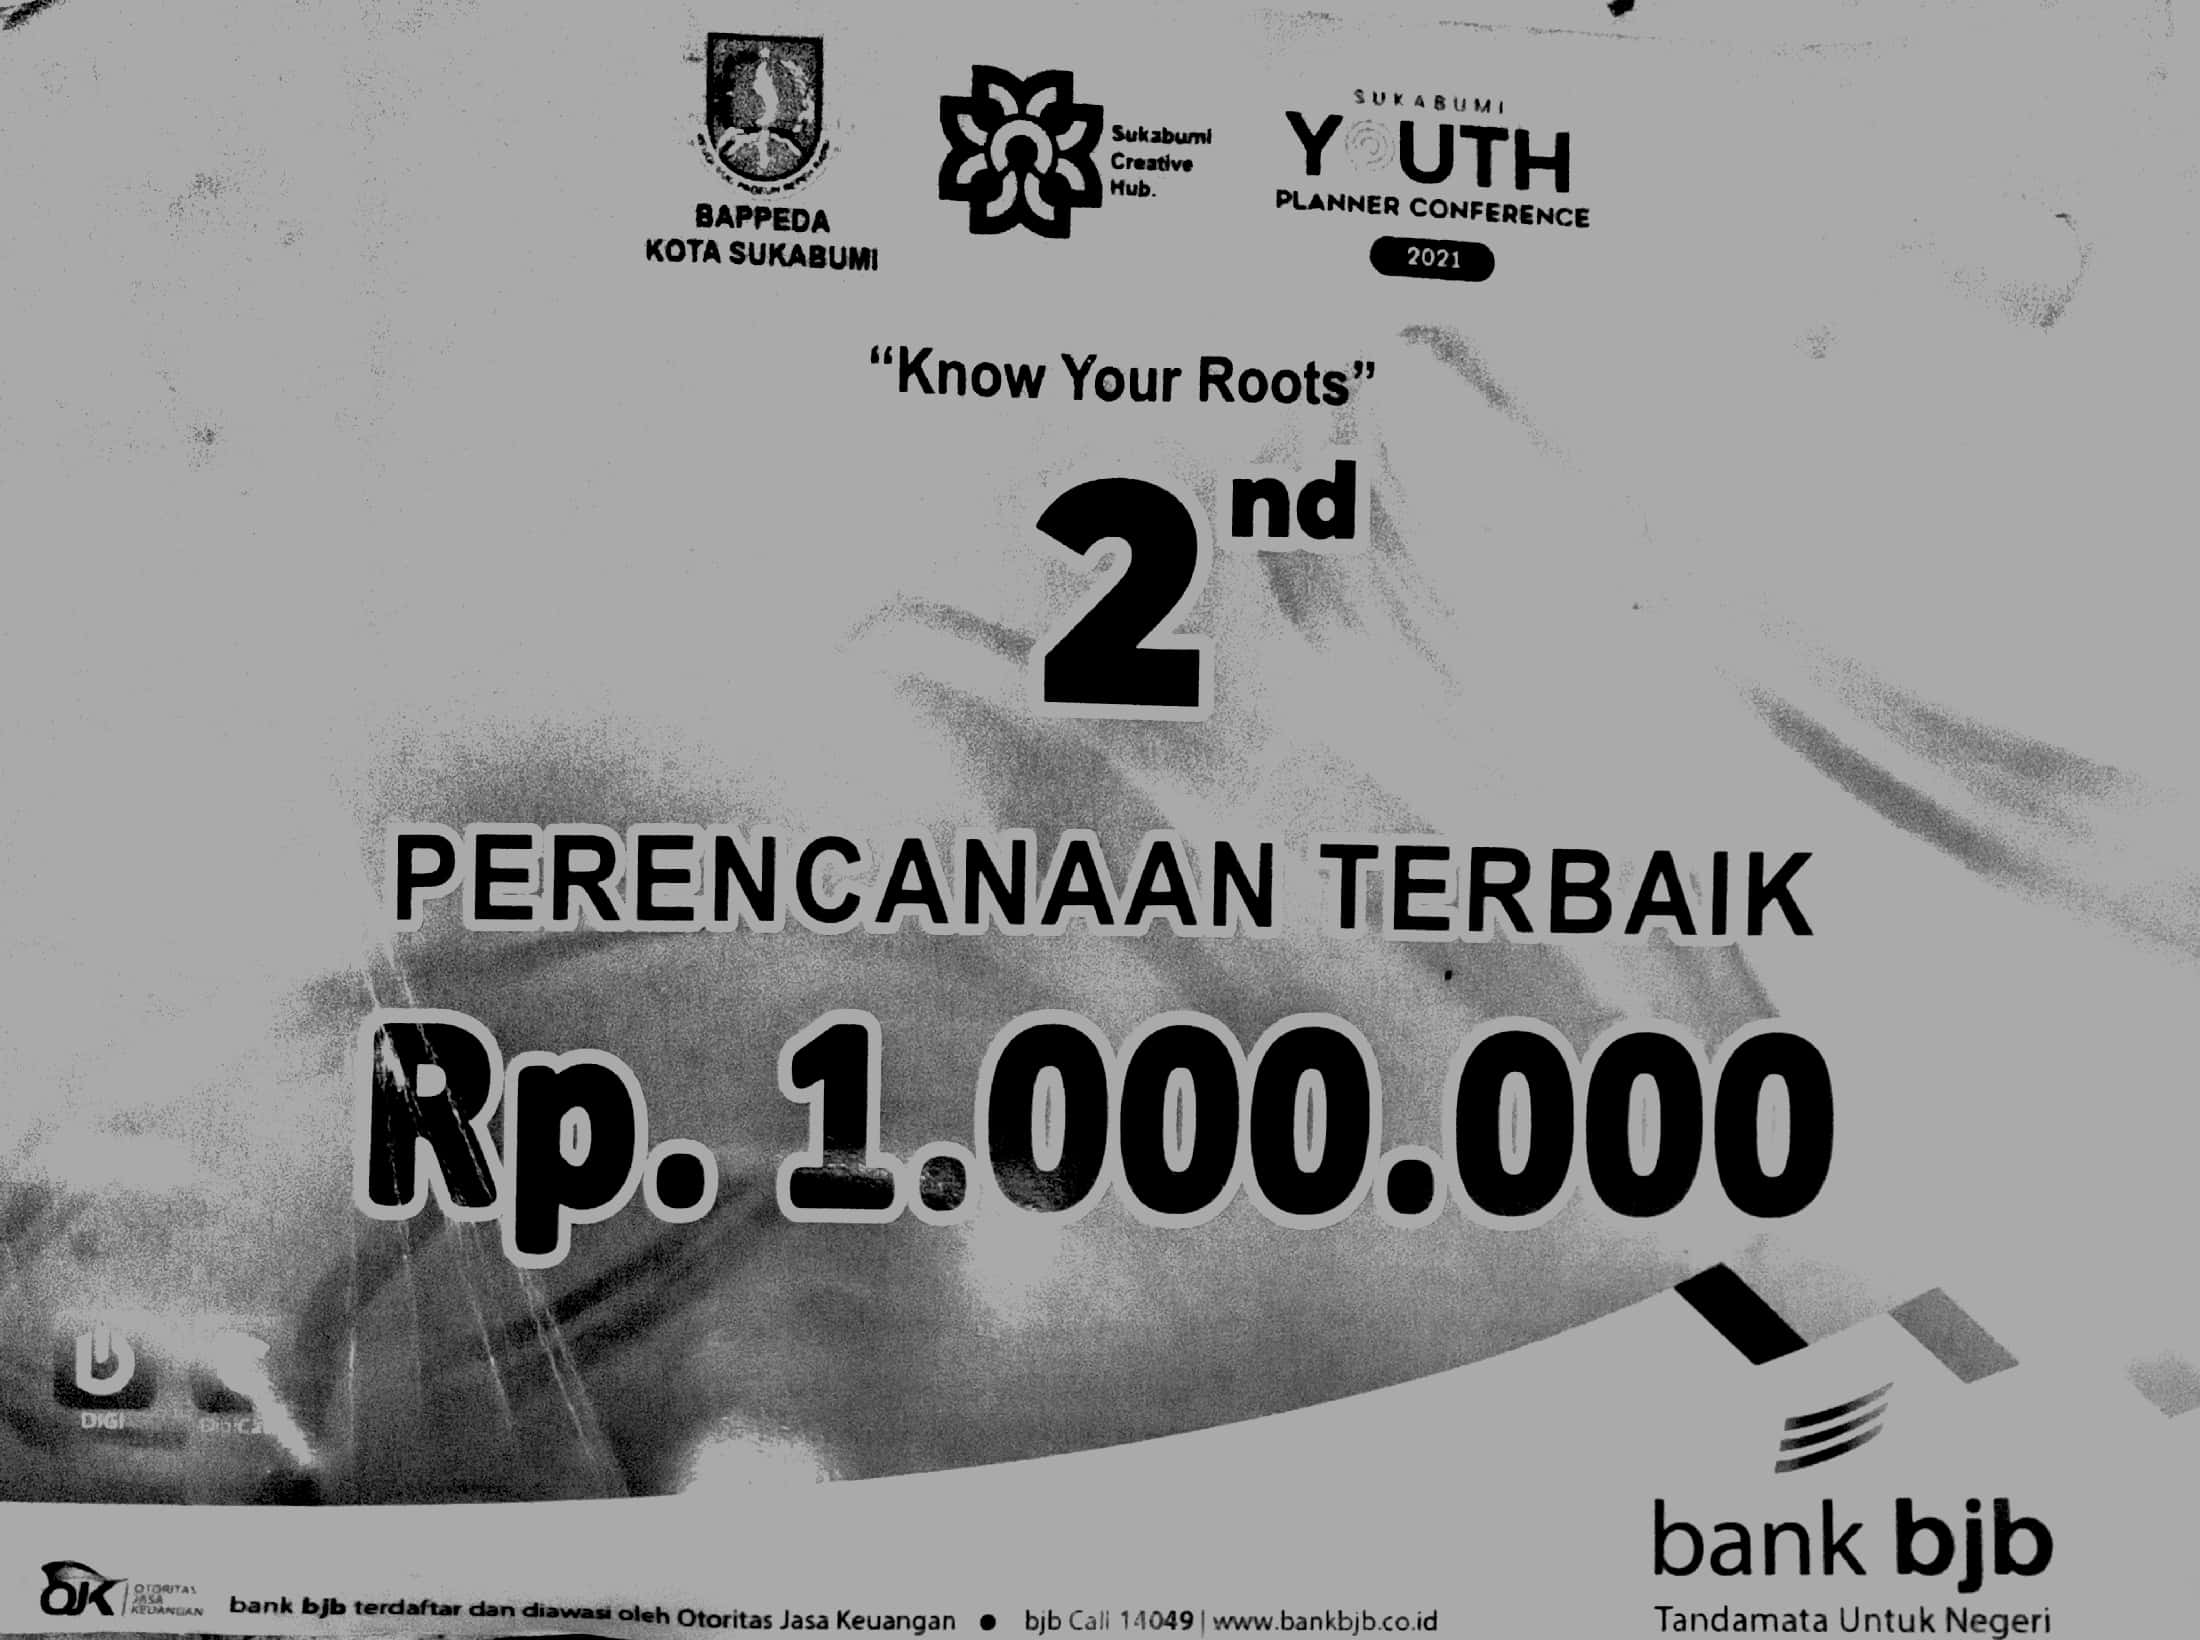 BAPPEDA
KOTA SUKABUMI
Sukabumi
Creative
Hub.
SUKABUMI
YOUTH
PLANNER CONFERENCE
2021
“Know Your Roots”
2nd
PERENCANAAN TERBAIK
Rp. 1.000.000
DIGI
bank bjb
Tandamata Untuk Negeri
OJK OTORITAS
JASA
KEUANGAN
bank bjb terdaftar dan diawasi oleh Otoritas Jasa Keuangan ● bjb Call 14049 | www.bankbjb.co.id